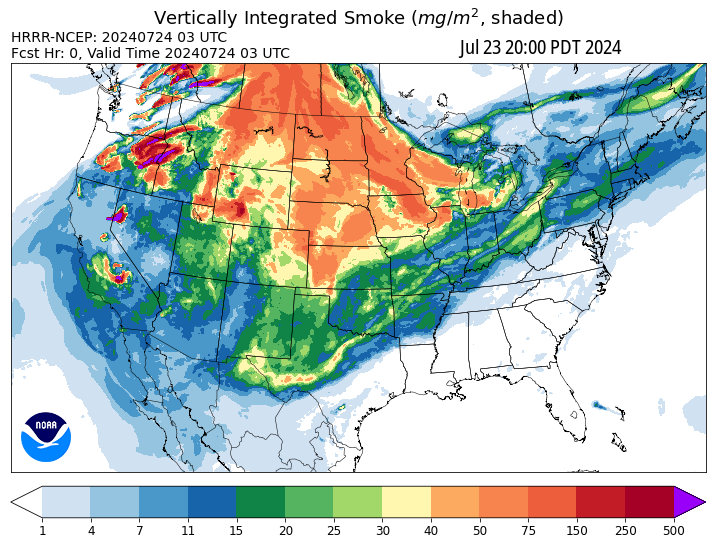 Vertically Integrated Smoke (mg/m², shaded)
HRRR-NCEP: 20240724 03 UTC
Fcst Hr: 0, Valid Time 20240724 03 UTC
Jul 23 20:00 PDT 2024
NOAA
1 4 7 11 15 20 25 30 40 50 75 150 250 500